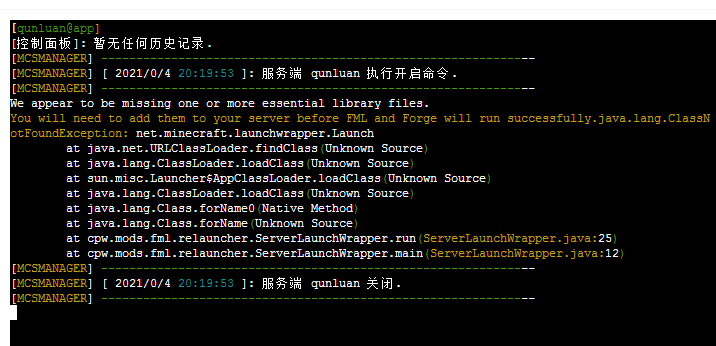 [qunluan@app]
[控制面板]: 暂无任何历史记录.
[MCSMANAGER] --------------------------------------------------------------
[MCSMANAGER] [ 2021/0/4 20:19:53 ]: 服务端 qunluan 执行开启命令.
[MCSMANAGER] --------------------------------------------------------------
We appear to be missing one or more essential library files.
You will need to add them to your server before FML and Forge will run successfully.java.lang.ClassN
otFoundException: net.minecraft.launchwrapper.Launch
at java.net.URLClassLoader.findClass(Unknown Source)
at java.lang.ClassLoader.loadClass(Unknown Source)
at sun.misc.Launcher$AppClassLoader.loadClass(Unknown Source)
at java.lang.ClassLoader.loadClass(Unknown Source)
at java.lang.Class.forName0(Native Method)
at java.lang.Class.forName(Unknown Source)
at cpw.mods.fml.relauncher.ServerLaunchWrapper.run(ServerLaunchWrapper.java:25)
at cpw.mods.fml.relauncher.ServerLaunchWrapper.main(ServerLaunchWrapper.java:12)
[MCSMANAGER] --------------------------------------------------------------
[MCSMANAGER] [ 2021/0/4 20:19:53 ]: 服务端 qunluan 关闭.
[MCSMANAGER] --------------------------------------------------------------